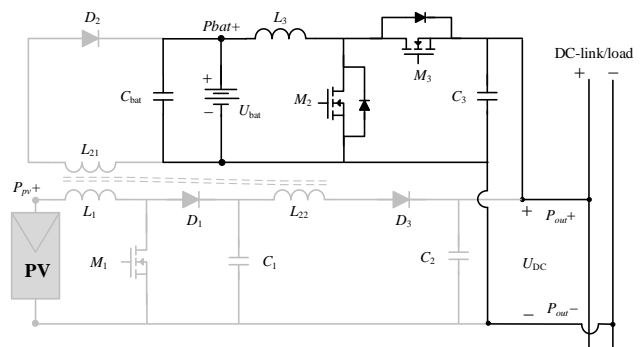 D2
Pbat+
L3
DC-link/load
+ −
M3
Cbat
+
Ubat
−
M2
C3
L21
Ppv+
L1
D1
L22
D3
+
Pout+
PV
M1
C1
C2
UDC
−
Pout−